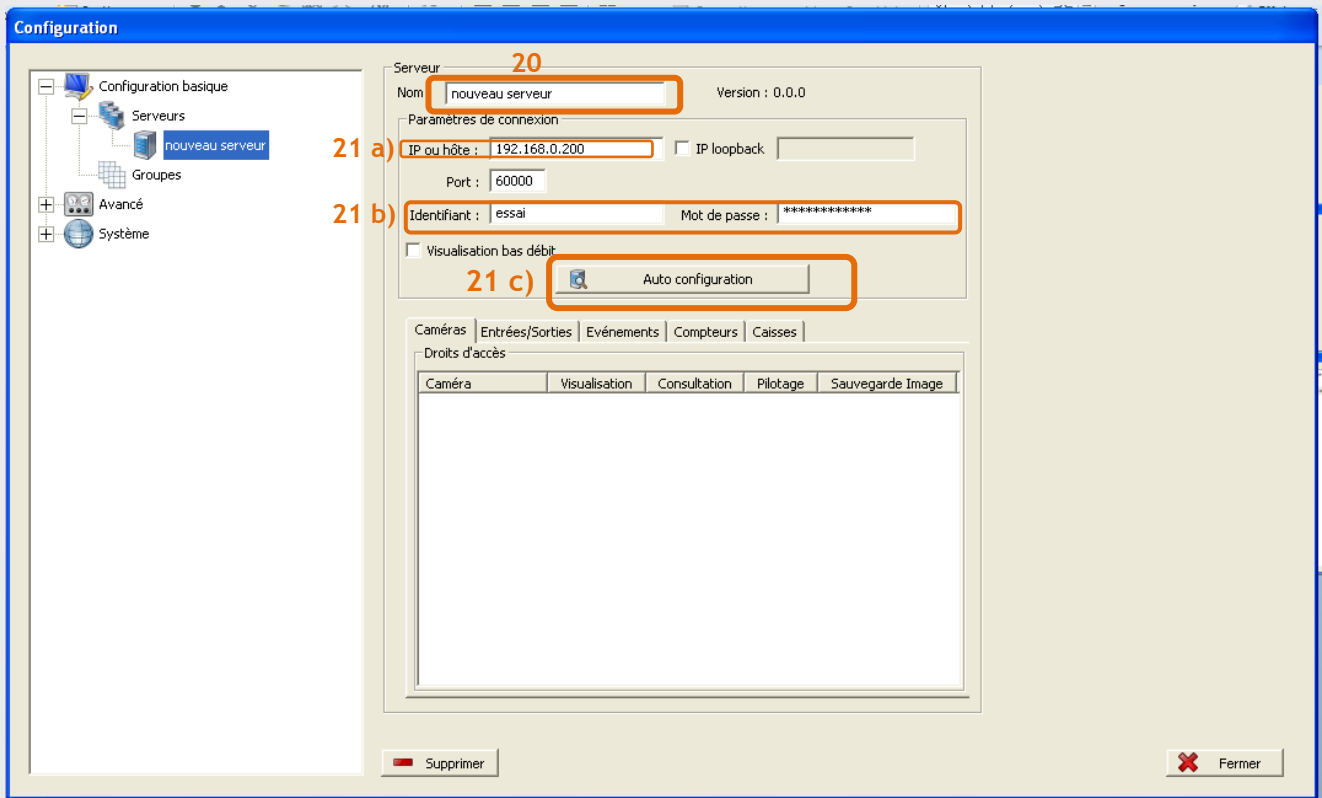 Configuration
Configuration basique
Serveurs
nouveau serveur
Groupes
Avancé
Système
Serveur
20
Nom nouveau serveur Version : 0.0.0
Paramètres de connexion
21 a) IP ou hôte : 192.168.0.200 IP loopback
Port : 60000
21 b) Identifiant : essai Mot de passe : ************
Visualisation bas débit
21 c) Auto configuration
Caméras Entrées/Sorties Evénements Compteurs Caisses
Droits d'accès
Caméra Visualisation Consultation Pilotage Sauvegarde Image
Supprimer Fermer